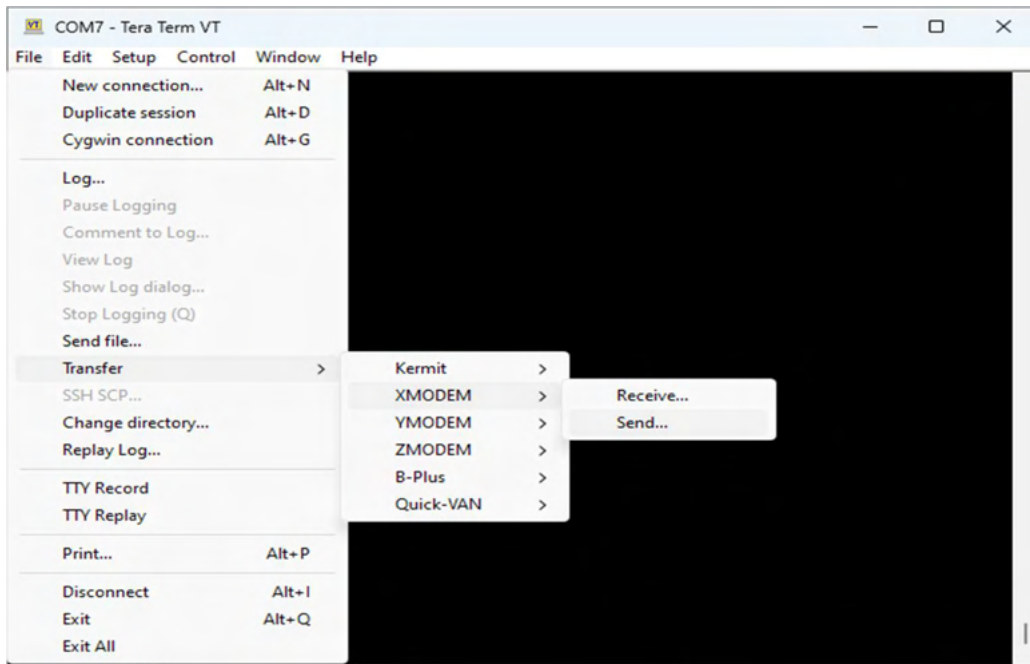 VT COM7 - Tera Term VT
File Edit Setup Control Window Help
New connection... Alt+N
Duplicate session Alt+D
Cygwin connection Alt+G
Log...
Pause Logging
Comment to Log...
View Log
Show Log dialog...
Stop Logging (Q)
Send file...
Transfer >
SSH SCP...
Change directory...
Replay Log...
TTY Record
TTY Replay
Print... Alt+P
Disconnect Alt+I
Exit Alt+Q
Exit All
Kermit >
XMODEM >
YMODEM >
ZMODEM >
B-Plus >
Quick-VAN >
Receive...
Send...